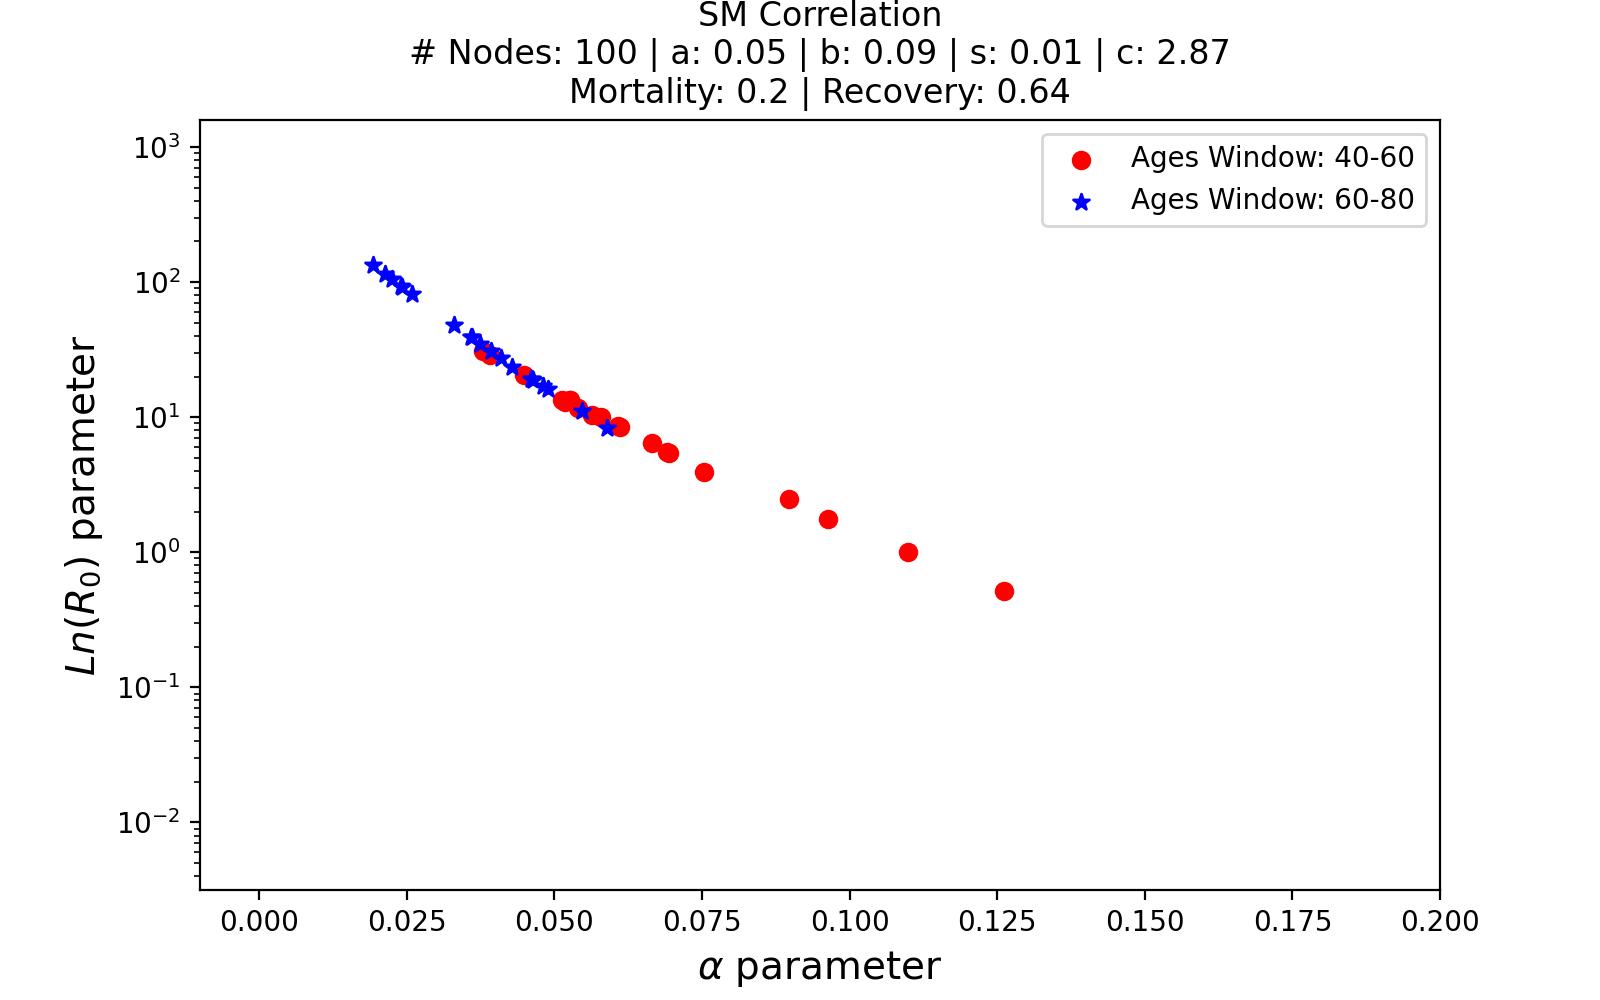 SM Correlation
# Nodes: 100 | a: 0.05 | b: 0.09 | s: 0.01 | c: 2.87
Mortality: 0.2 | Recovery: 0.64
Ages Window: 40-60
Ages Window: 60-80
10³
10²
10¹
10⁰
10⁻¹
10⁻²
Ln(R₀) parameter
0.000 0.025 0.050 0.075 0.100 0.125 0.150 0.175 0.200
α parameter